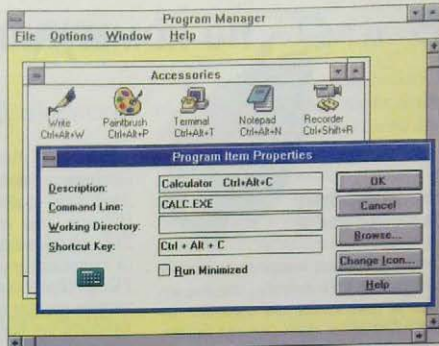 Program Manager
File Options Window Help
Accessories
Write Paintbrush Terminal Notepad Recorder
Ctrl+Alt+W Ctrl+Alt+P Ctrl+Alt+T Ctrl+Alt+N Ctrl+Shift+R
Program Item Properties
Description: Calculator Ctrl+Alt+C OK
Command Line: CALC.EXE Cancel
Working Directory: Browse...
Shortcut Key: Ctrl + Alt + C Change Icon...
Run Minimized Help